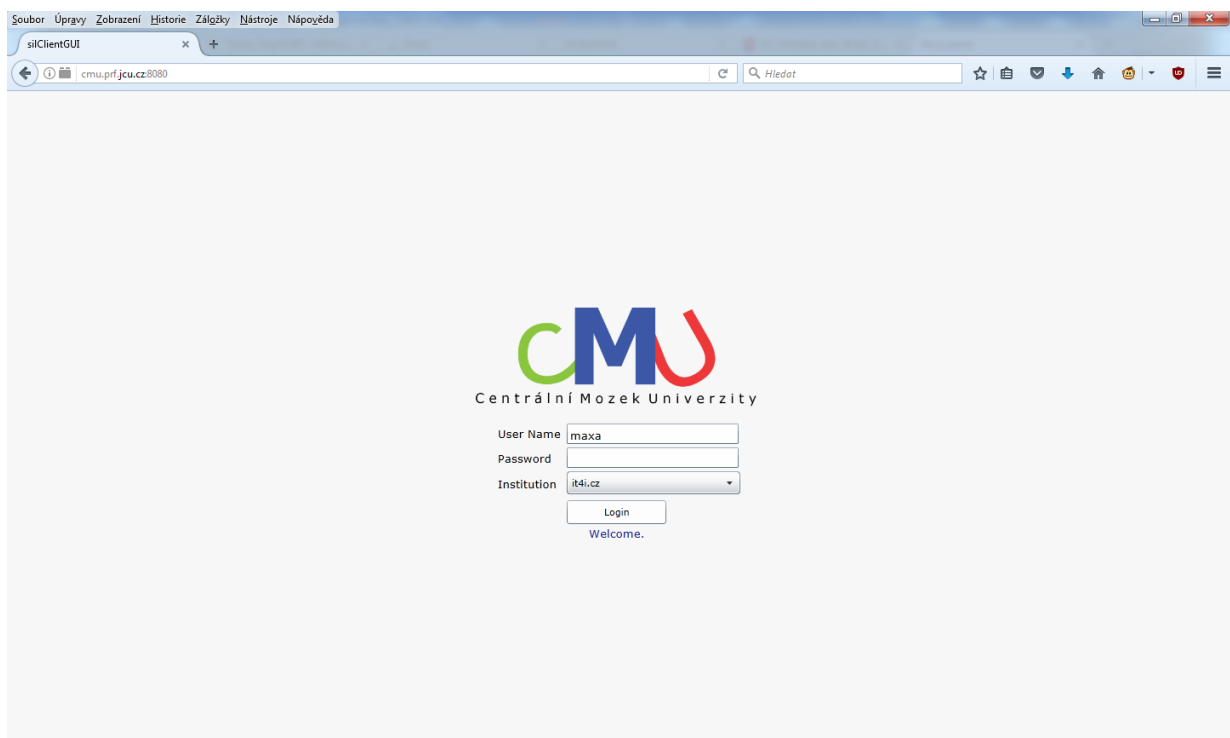 Soubor Úpravy Zobrazení Historie Záložky Nástroje Nápověda
silClientGUI
cmu.prf.jcu.cz:8080
Hledat
CMU
Centrální Mozek Univerzity
User Name maxa
Password
Institution it4i.cz
Login
Welcome.